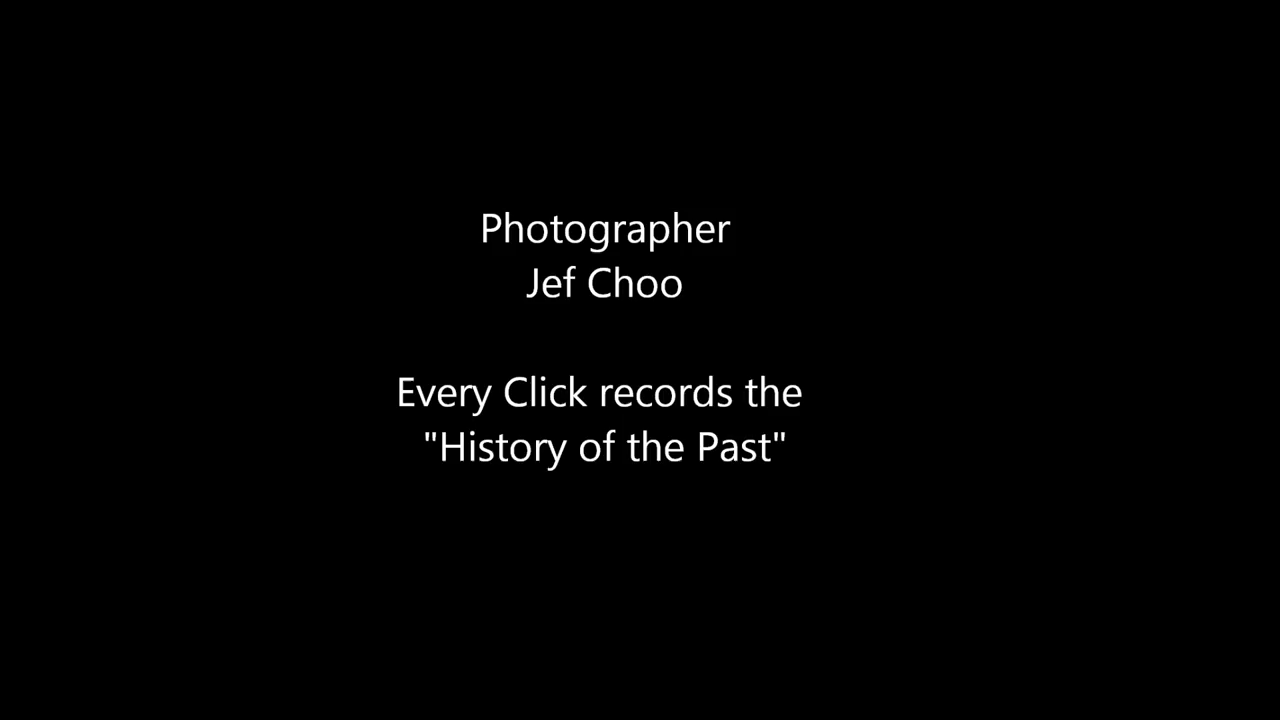 Photographer
Jef Choo
Every Click records the
"History of the Past"